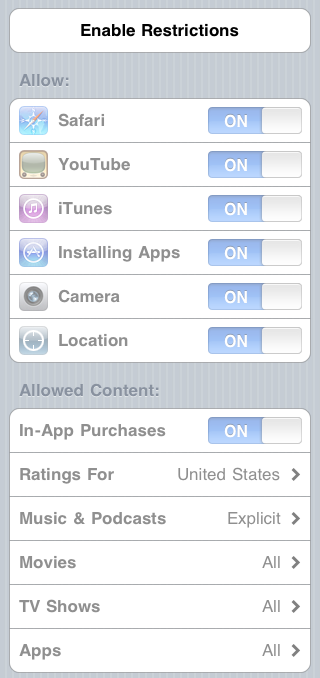 Enable Restrictions
Allow:
Safari ON
YouTube ON
iTunes ON
Installing Apps ON
Camera ON
Location ON
Allowed Content:
In-App Purchases ON
Ratings For United States
Music & Podcasts Explicit
Movies All
TV Shows All
Apps All